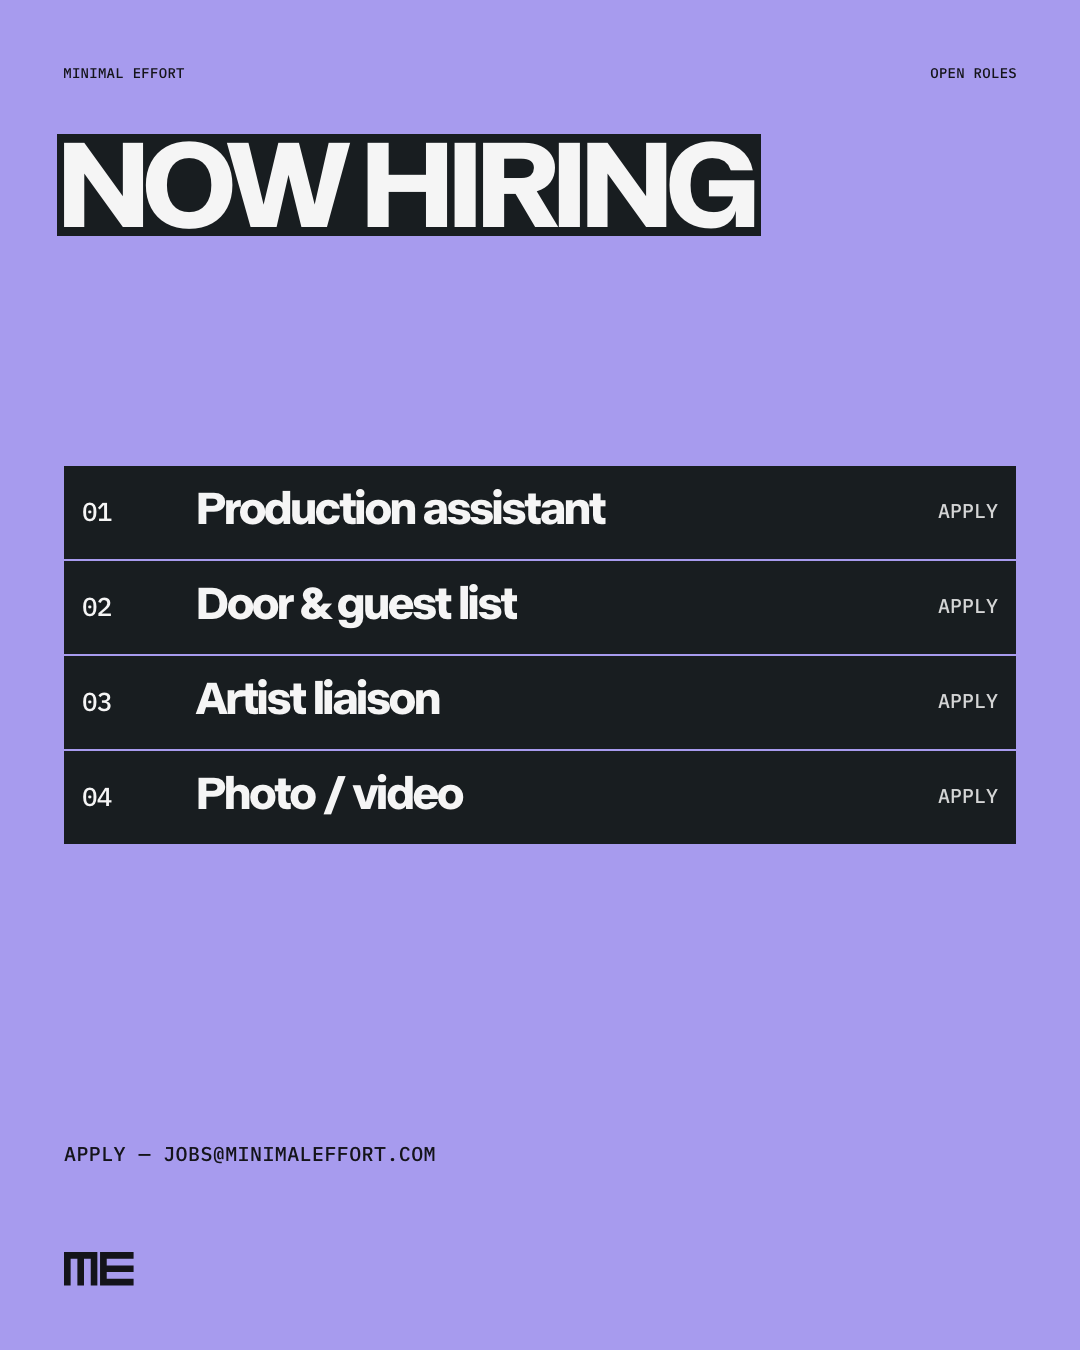 MINIMAL EFFORT
OPEN ROLES
NOW HIRING
01 Production assistant APPLY
02 Door & guest list APPLY
03 Artist liaison APPLY
04 Photo / video APPLY
APPLY — JOBS@MINIMALEFFORT.COM
ME